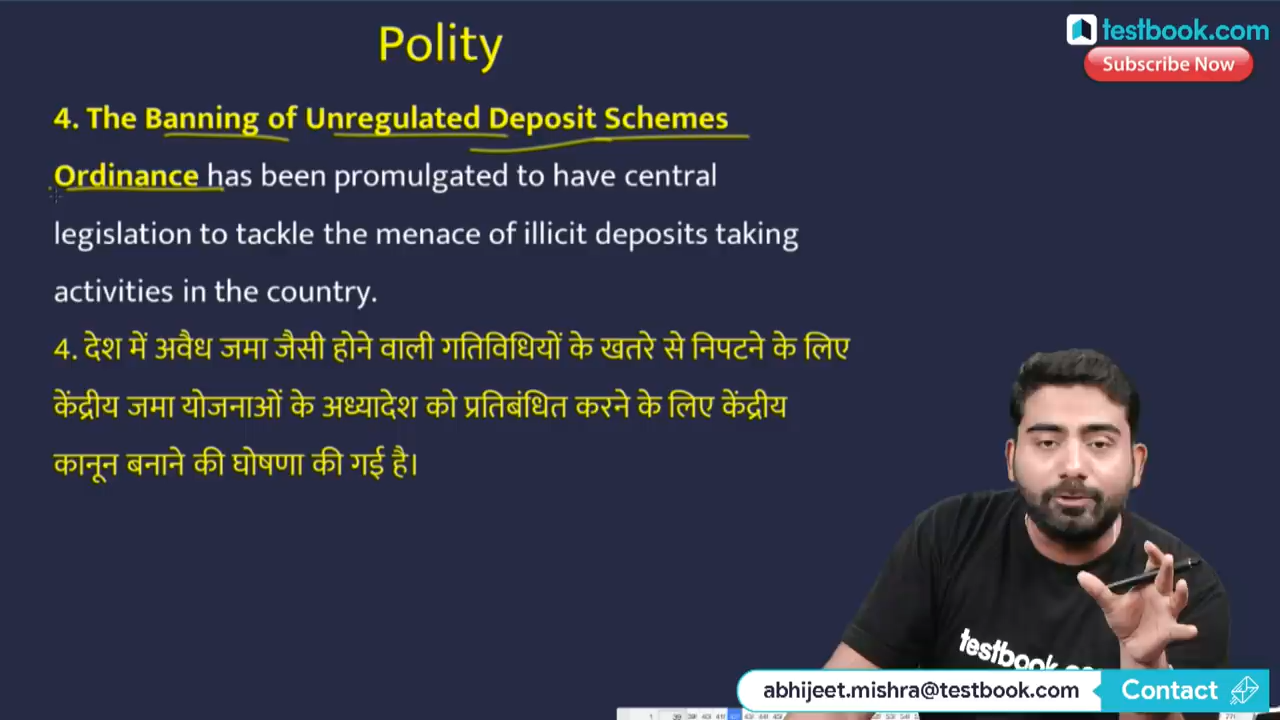 Polity
testbook.com
Subscribe Now
4. The Banning of Unregulated Deposit Schemes
Ordinance has been promulgated to have central
legislation to tackle the menace of illicit deposits taking
activities in the country.
4. देश में अवैध जमा जैसी होने वाली गतिविधियों के खतरे से निपटने के लिए
केंद्रीय जमा योजनाओं के अध्यादेश को प्रतिबंधित करने के लिए केंद्रीय
कानून बनाने की घोषणा की गई है।
testbook.co
abhijeet.mishra@testbook.com
Contact